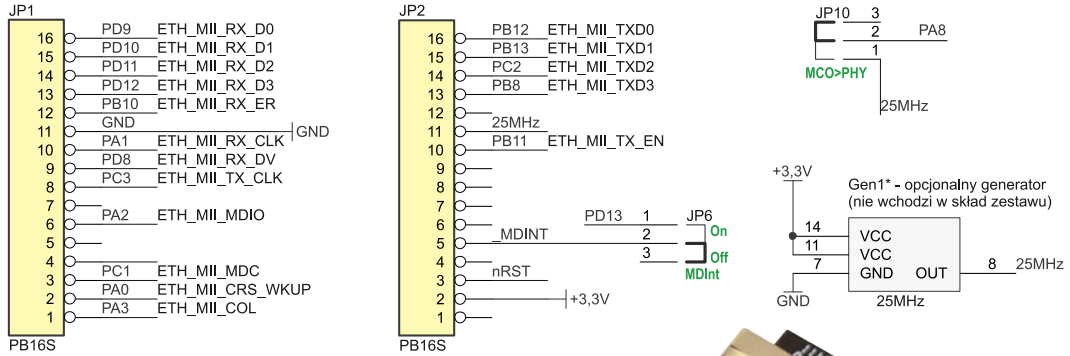 JP1
16 PD9 ETH_MII_RX_D0
15 PD10 ETH_MII_RX_D1
14 PD11 ETH_MII_RX_D2
13 PD12 ETH_MII_RX_D3
12 PB10 ETH_MII_RX_ER
11 GND GND
10 PA1 ETH_MII_RX_CLK
9 PD8 ETH_MII_RX_DV
8 PC3 ETH_MII_TX_CLK
7
6 PA2 ETH_MII_MDIO
5
4
3 PC1 ETH_MII_MDC
2 PA0 ETH_MII_CRS_WKUP
1 PA3 ETH_MII_COL
PB16S
JP2
16 PB12 ETH_MII_TXD0
15 PB13 ETH_MII_TXD1
14 PC2 ETH_MII_TXD2
13 PB8 ETH_MII_TXD3
12
11 25MHz
10 PB11 ETH_MII_TX_EN
9
8
7
6
5 _MDINT
4
3 nRST
2 +3,3V
1
PB16S
PD13 1 JP6
On
2
3 Off
MDInt
JP10 3
2 PA8
1
MCO>PHY
25MHz
+3,3V
Gen1* - opcjonalny generator
(nie wchodzi w skład zestawu)
14 VCC
11 VCC
7 GND OUT 8 25MHz
GND 25MHz